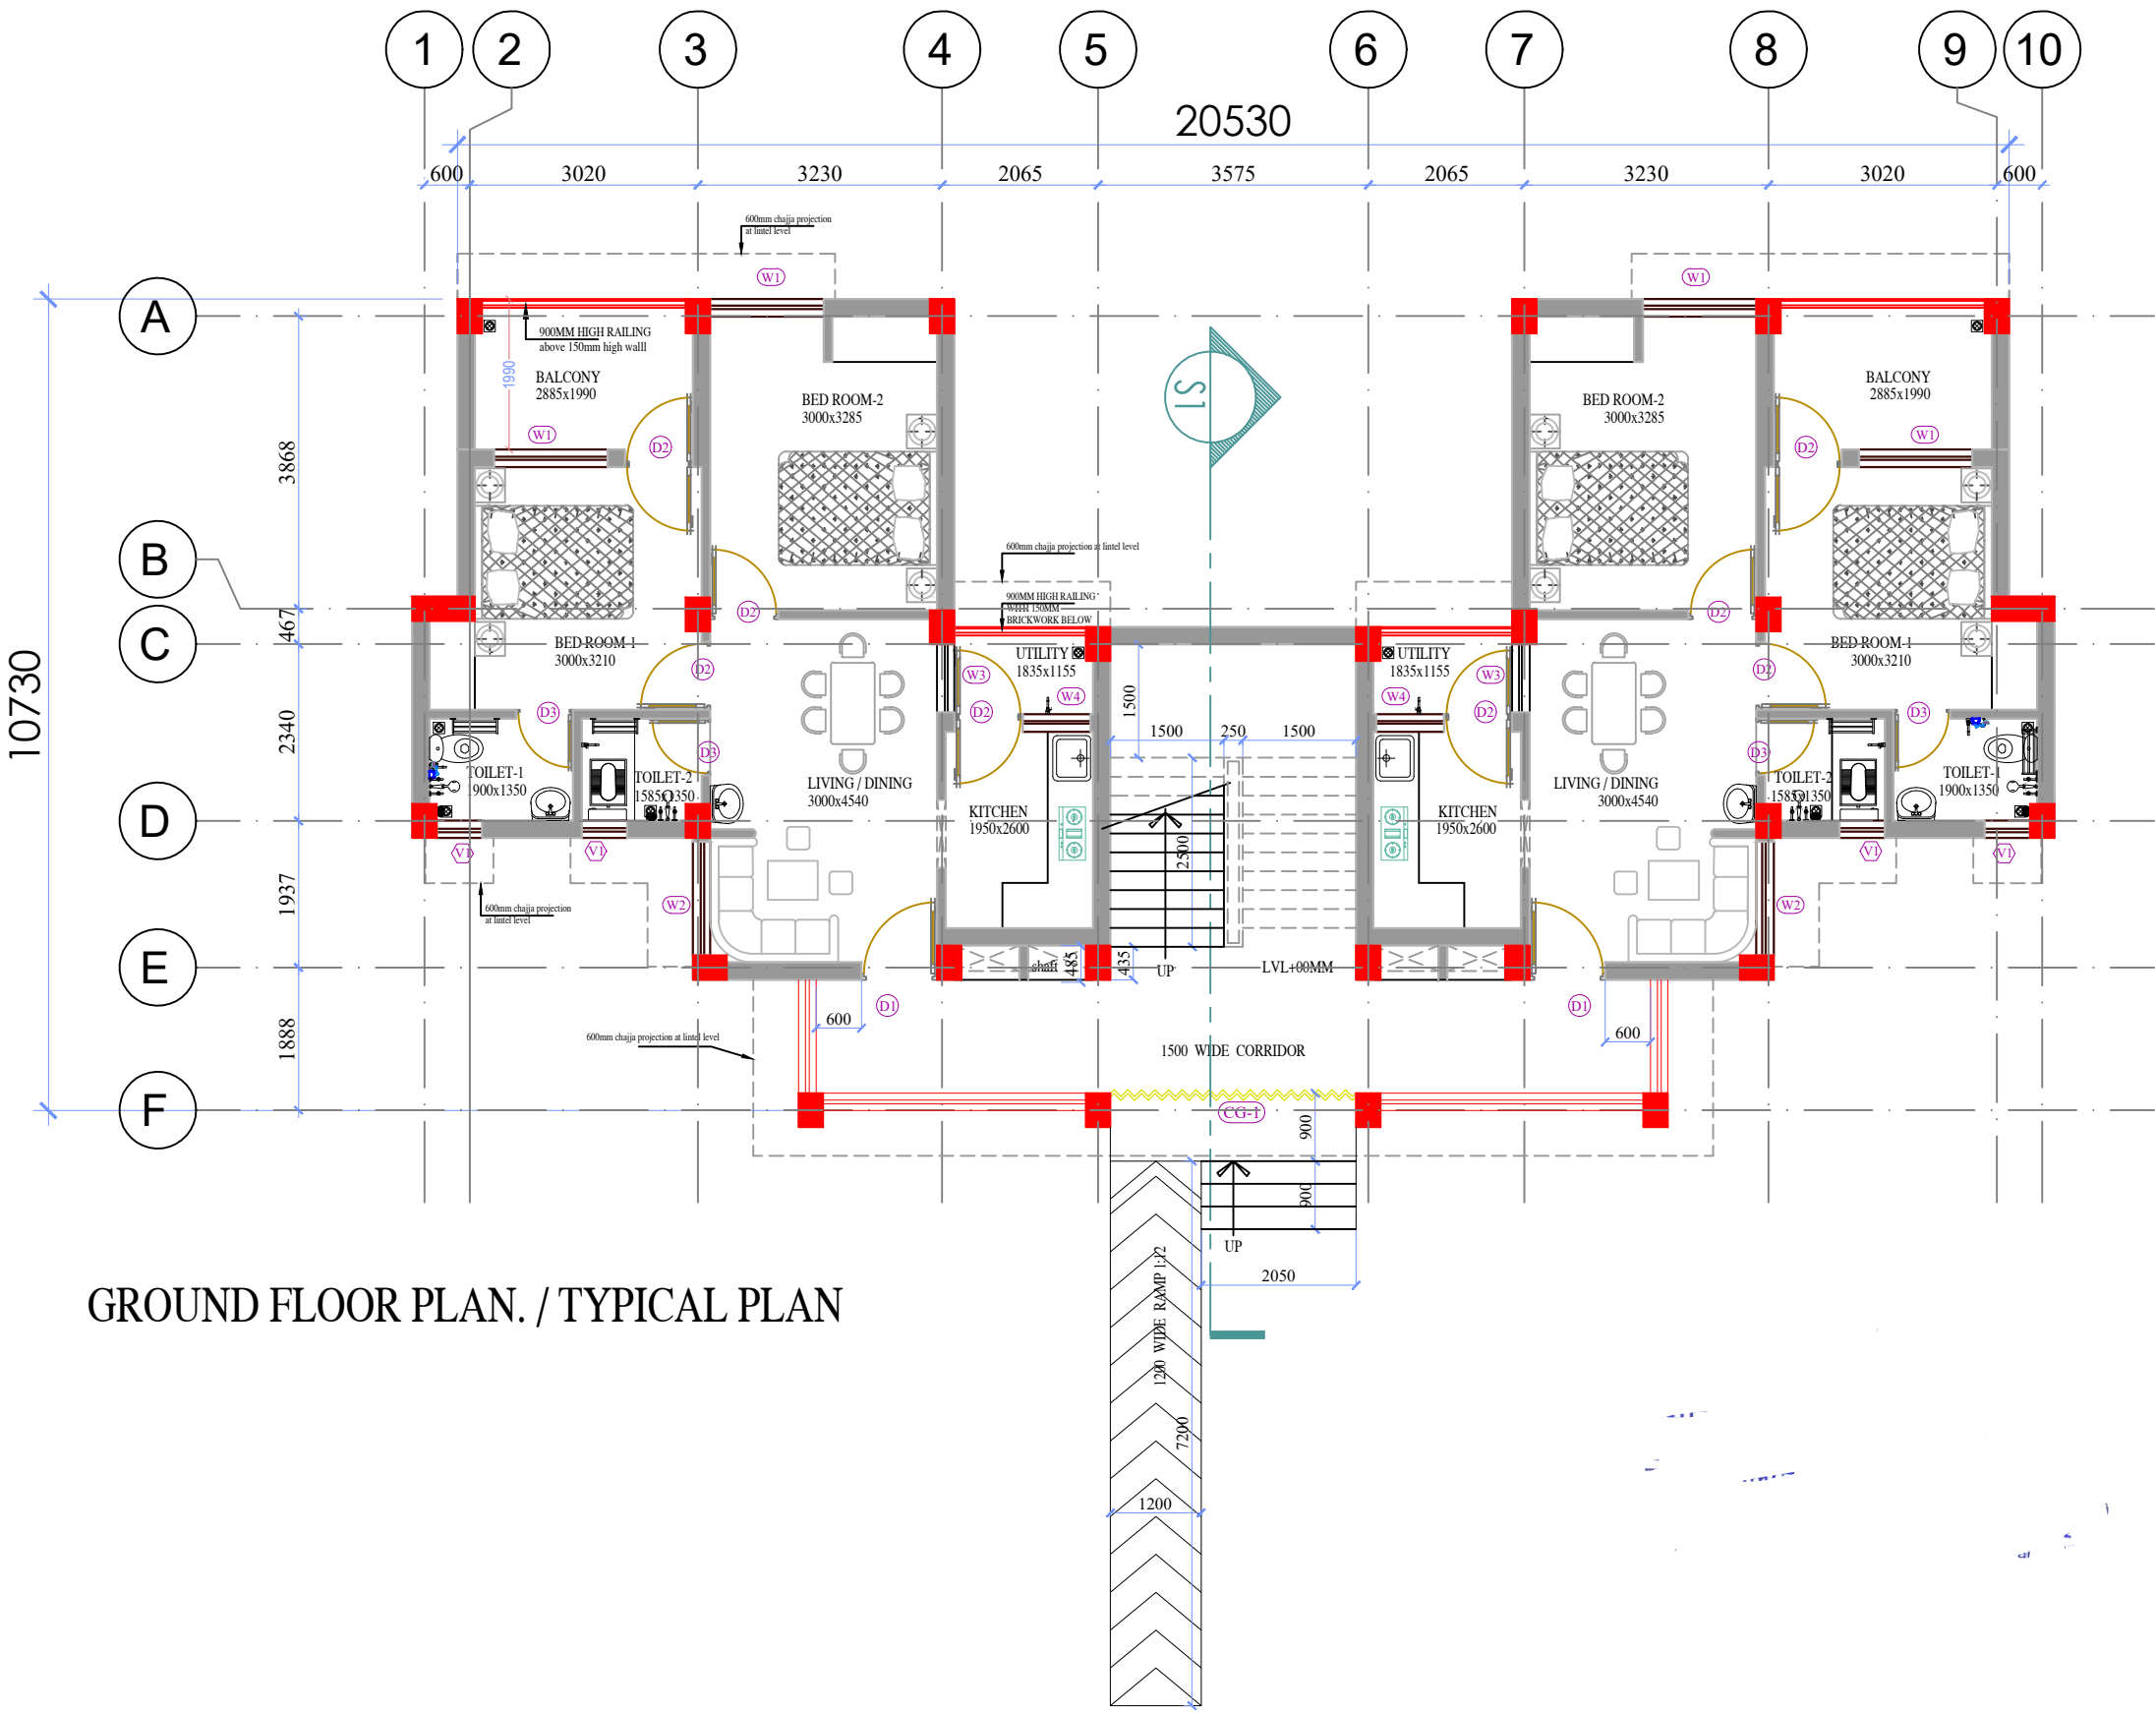 1 2 3 4 5 6 7 8 9 10
20530
600 3020 3230 2065 3575 2065 3230 3020 600
600mm chajja projection
at lintel level
W1 W1
A
900MM HIGH RAILING
above 150mm high walll
1990
BALCONY
2885x1990
BED ROOM-2
3000x3285
S1
BED ROOM-2
3000x3285
BALCONY
2885x1990
W1 D2 D2 W1
3868
B
600mm chajja projection at lintel level
900MM HIGH RAILING
WITH 150MM
BRICKWORK BELOW
D2 D2
467
C
10730
BED ROOM-1
3000x3210
D2
UTILITY
1835x1155
W3 W4 D2
UTILITY
1835x1155
W3 W4 D2
D2
BED ROOM-1
3000x3210
1500
1500 250 1500
2340
D3 D3 D3 D3
TOILET-1
1900x1350
TOILET-2
1585x1350
LIVING / DINING
3000x4540
KITCHEN
1950x2600
LIVING / DINING
3000x4540
KITCHEN
1950x2600
TOILET-2
1585x1350
TOILET-1
1900x1350
D
V1 V1 V1 V1
2500
1937
W2 W2
600mm chajja projection
at lintel level
E
shaft
485
435
UP
LVL+00MM
D1 D1
600 600
1888
600mm chajja projection at lintel level
1500 WIDE CORRIDOR
F
CG-1
900
900
UP
2050
1200 WIDE RAMP 1:12
7200
1200
GROUND FLOOR PLAN. / TYPICAL PLAN